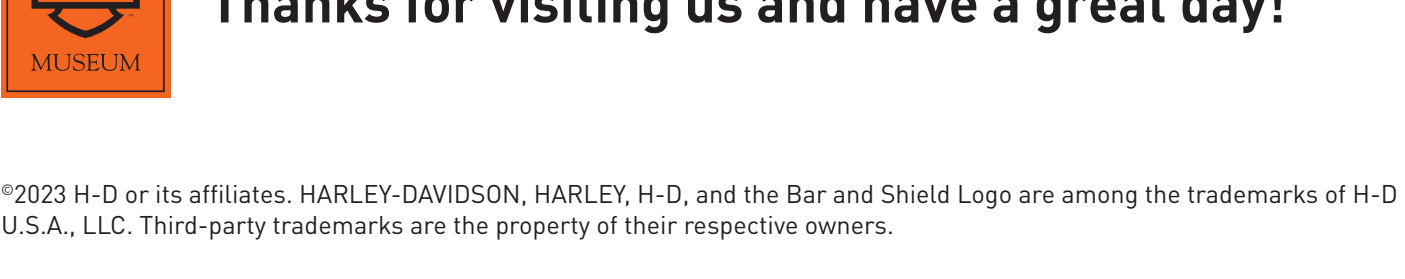 Thanks for visiting us and have a great day!
™
MUSEUM
©2023 H-D or its affiliates. HARLEY-DAVIDSON, HARLEY, H-D, and the Bar and Shield Logo are among the trademarks of H-D
U.S.A., LLC. Third-party trademarks are the property of their respective owners.